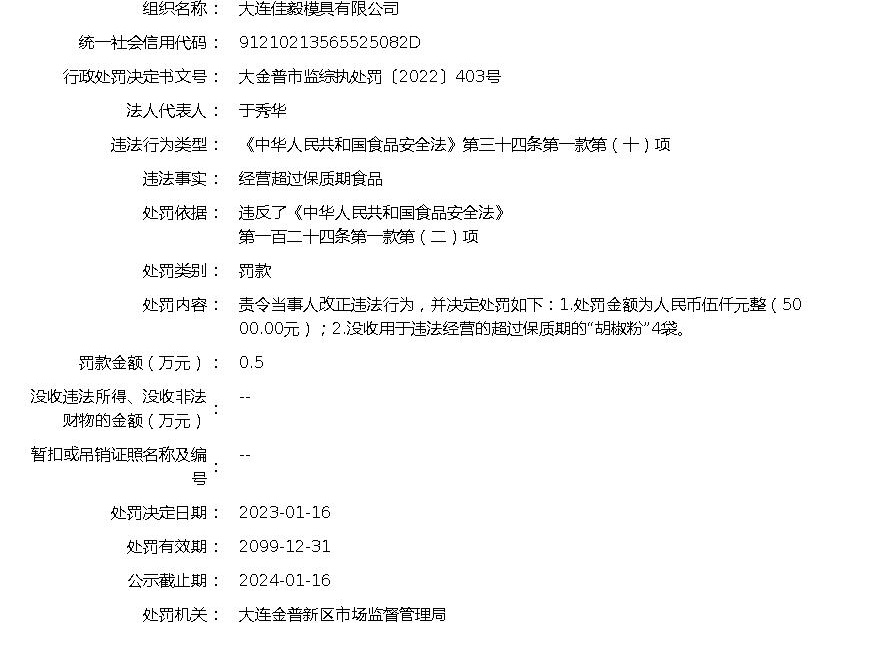 组织名称： 大连佳毅模具有限公司
统一社会信用代码： 91210213565525082D
行政处罚决定书文号： 大金普市监综执处罚〔2022〕403号
法人代表人： 于秀华
违法行为类型： 《中华人民共和国食品安全法》第三十四条第一款第（十）项
违法事实： 经营超过保质期食品
处罚依据： 违反了《中华人民共和国食品安全法》
第一百二十四条第一款第（二）项
处罚类别： 罚款
处罚内容： 责令当事人改正违法行为，并决定处罚如下：1.处罚金额为人民币伍仟元整（50
00.00元）；2.没收用于违法经营的超过保质期的“胡椒粉”4袋。
罚款金额（万元）： 0.5
没收违法所得、没收非法
财物的金额（万元）： --
暂扣或吊销证照名称及编
号： --
处罚决定日期： 2023-01-16
处罚有效期： 2099-12-31
公示截止期： 2024-01-16
处罚机关： 大连金普新区市场监督管理局